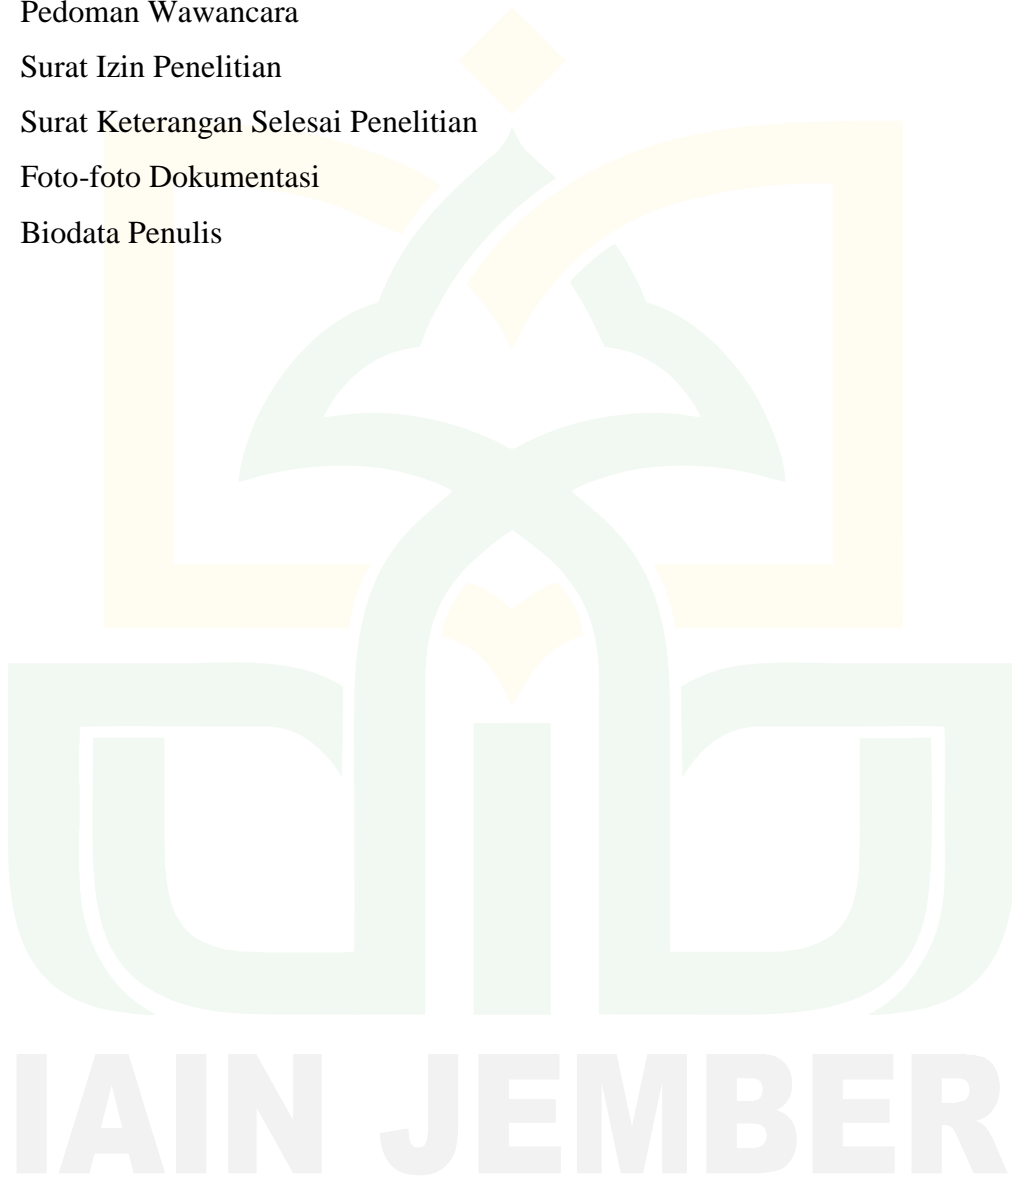 Pedoman Wawancara
Surat Izin Penelitian
Surat Keterangan Selesai Penelitian
Foto-foto Dokumentasi
Biodata Penulis
IAIN JEMBER